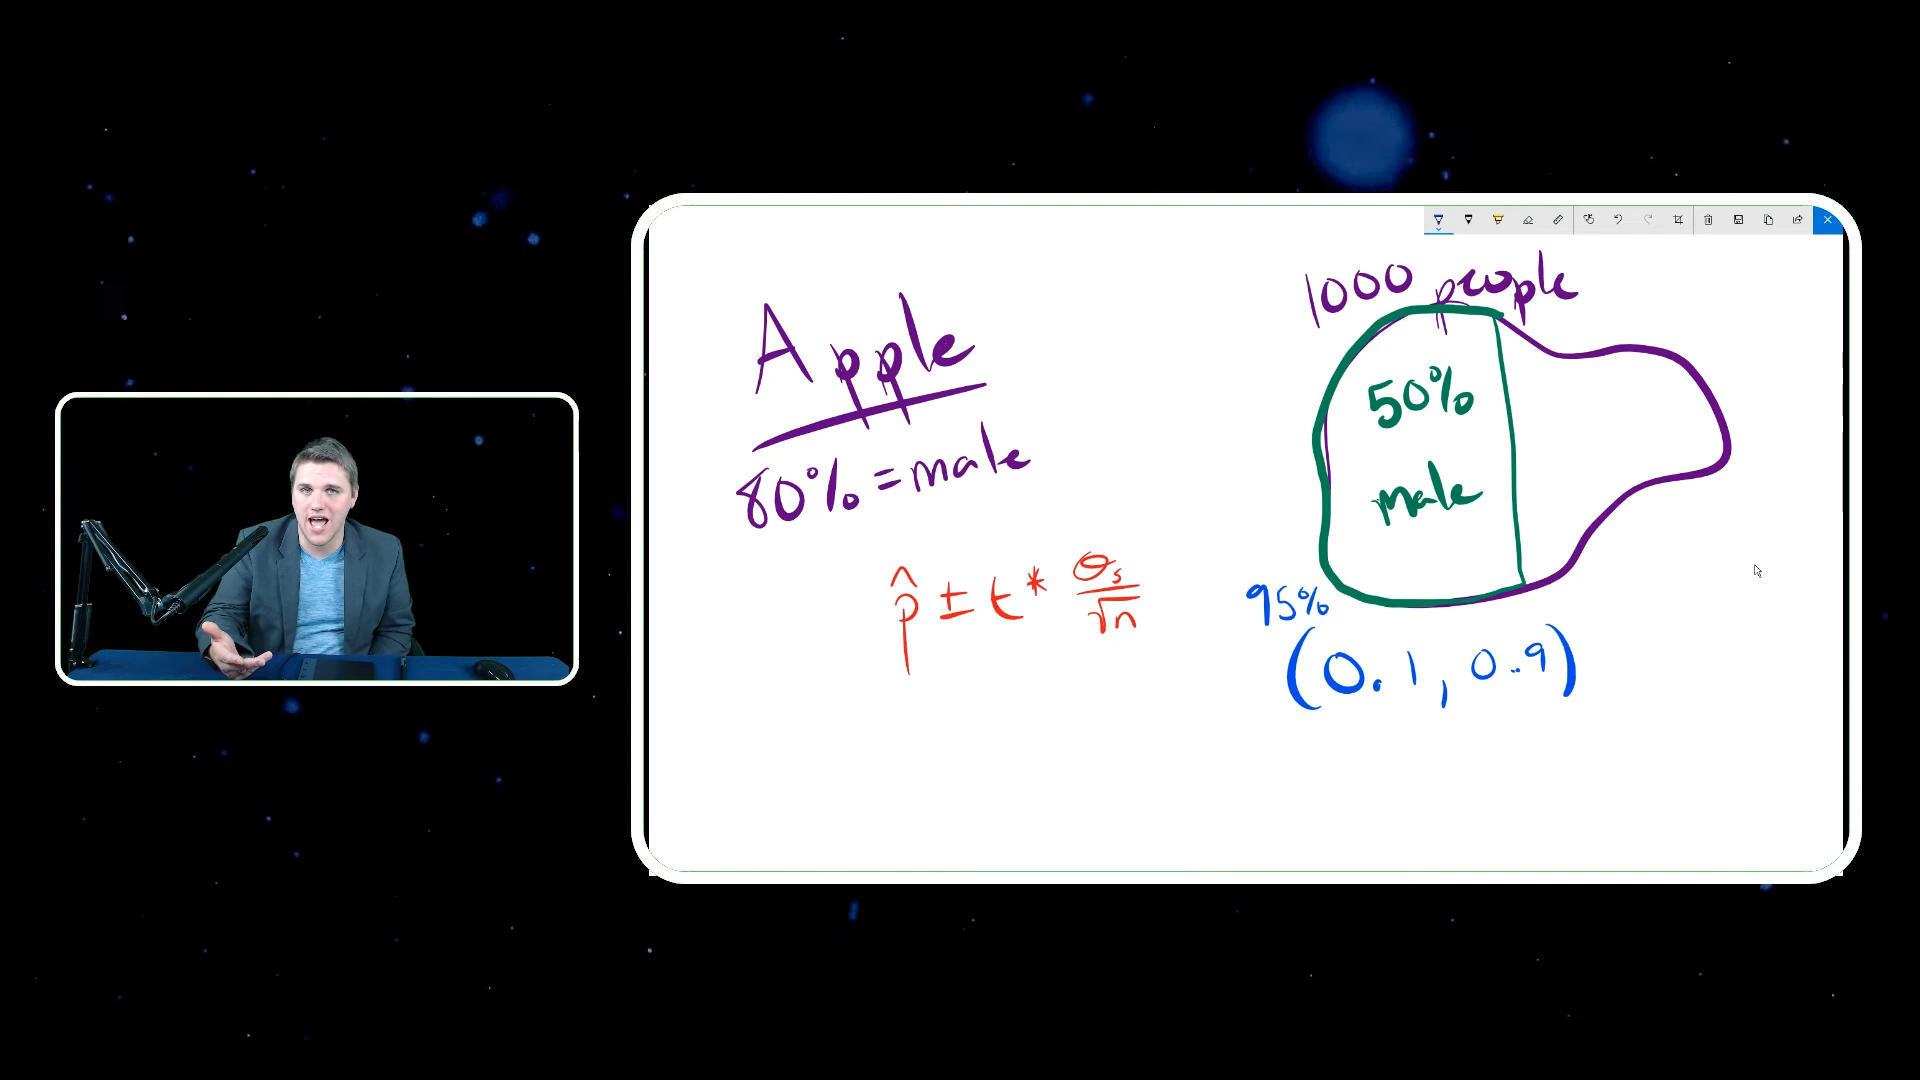 Apple
80% = male
p̂ ± t* σs/√n
1000 people
50%
male
95%
(0.1, 0.9)